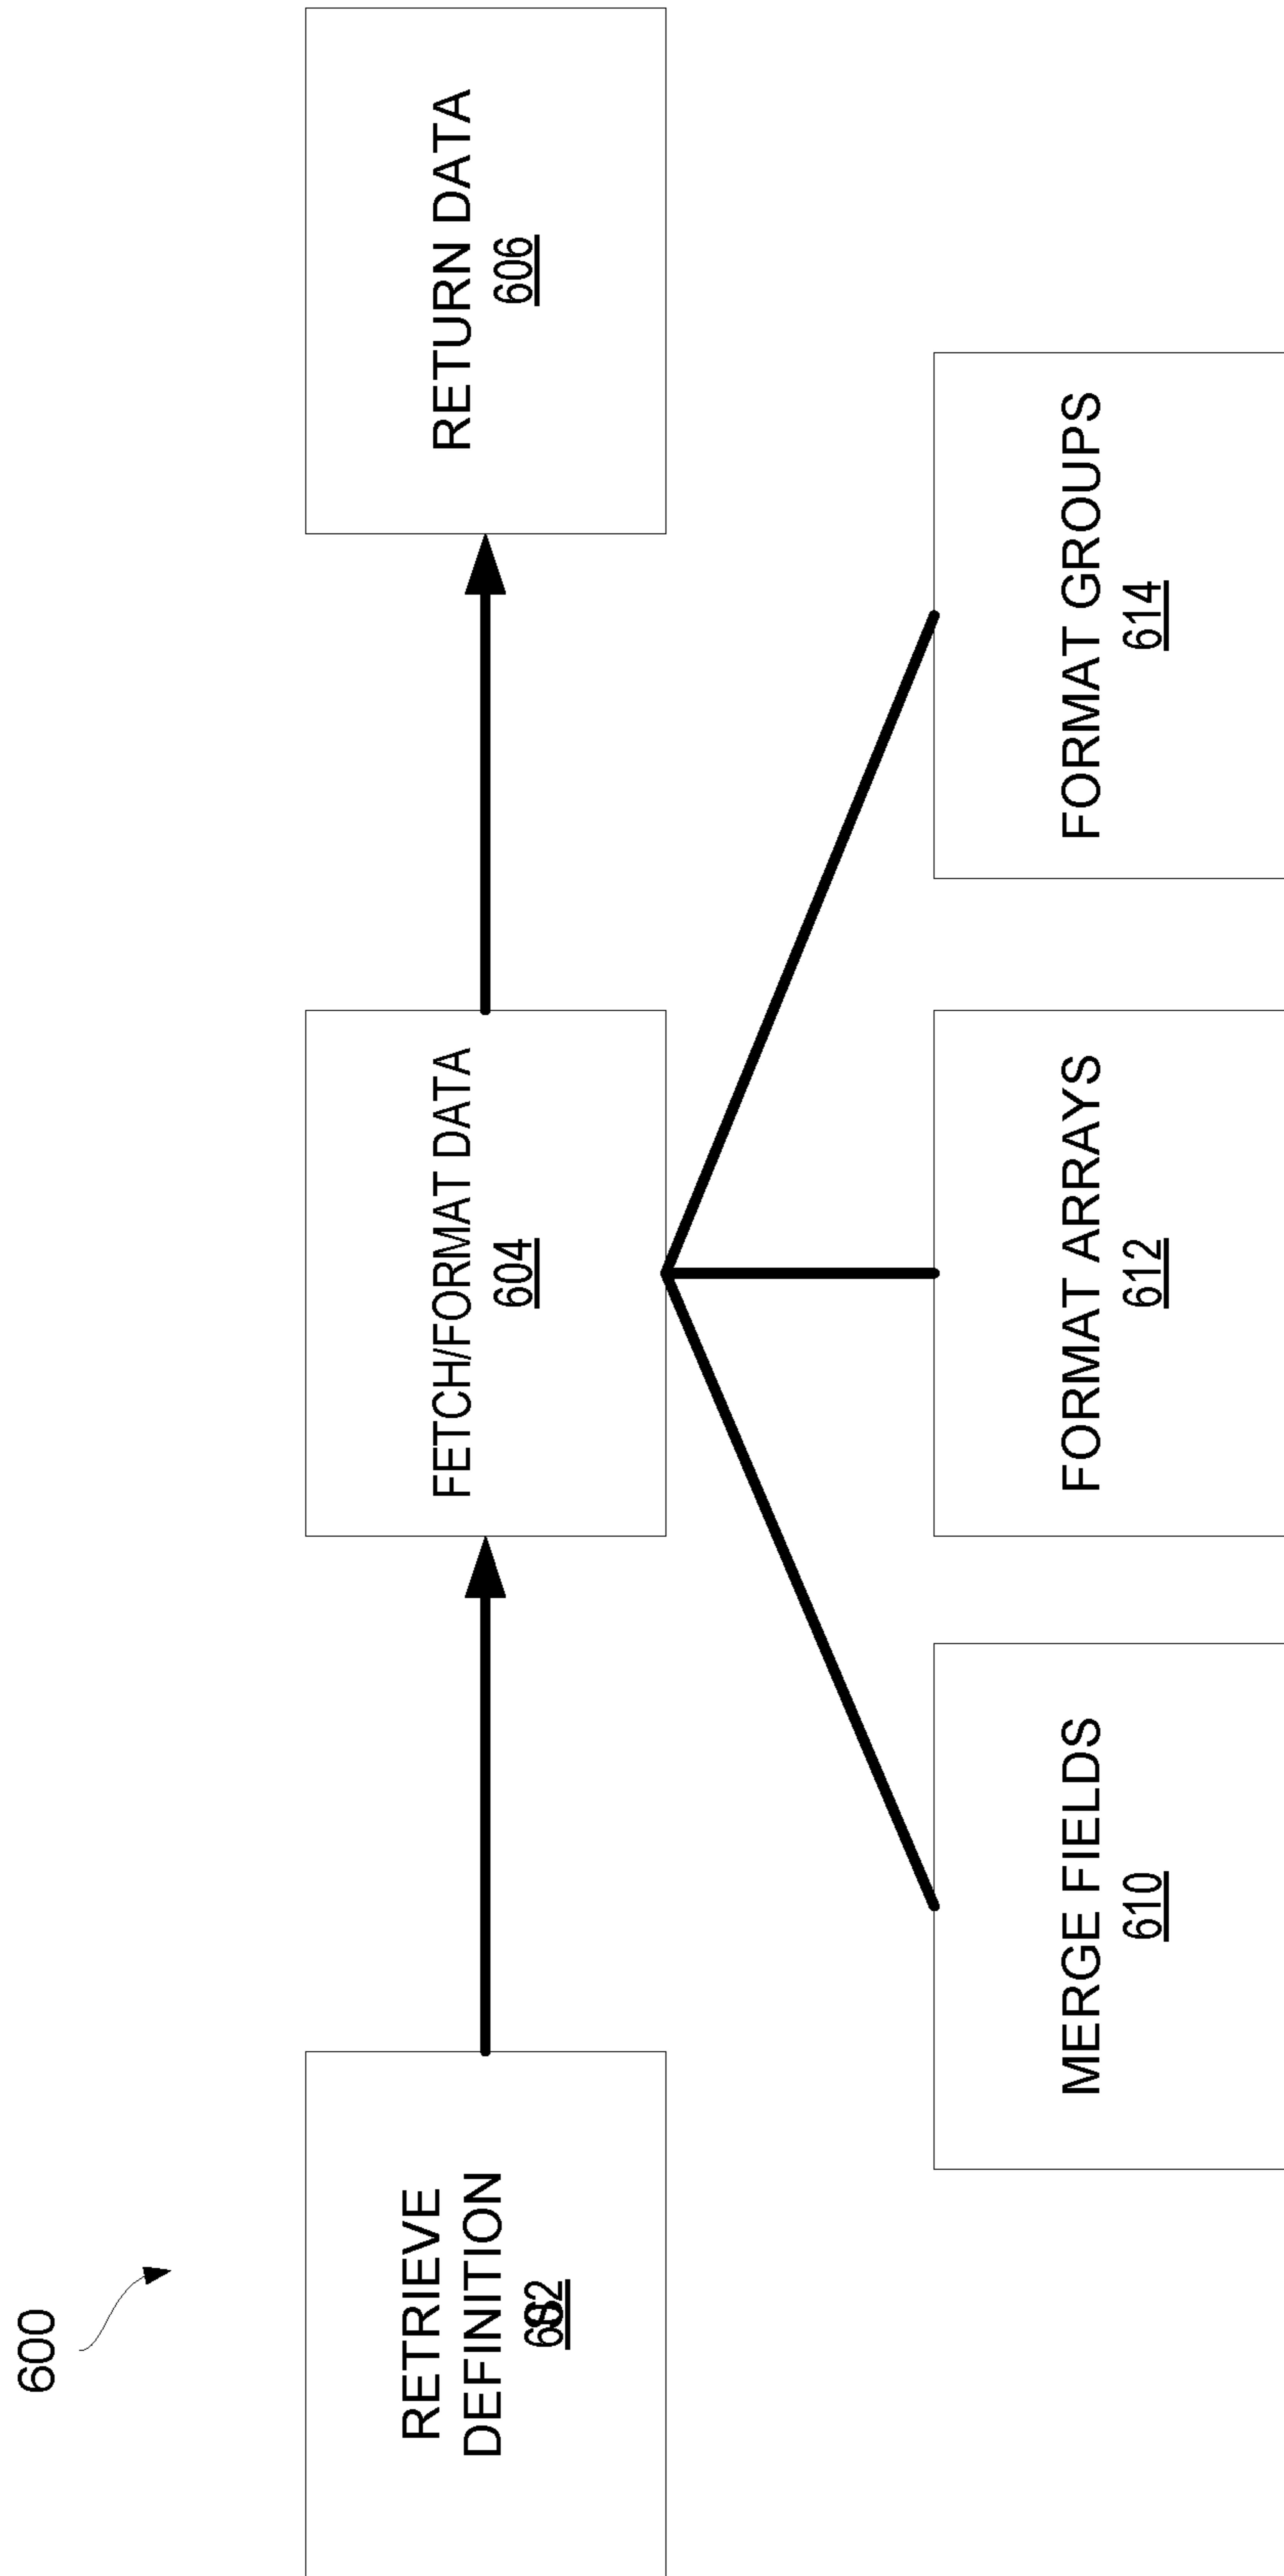 600
RETRIEVE
DEFINITION
602
FETCH/FORMAT DATA
604
RETURN DATA
606
MERGE FIELDS
610
FORMAT ARRAYS
612
FORMAT GROUPS
614